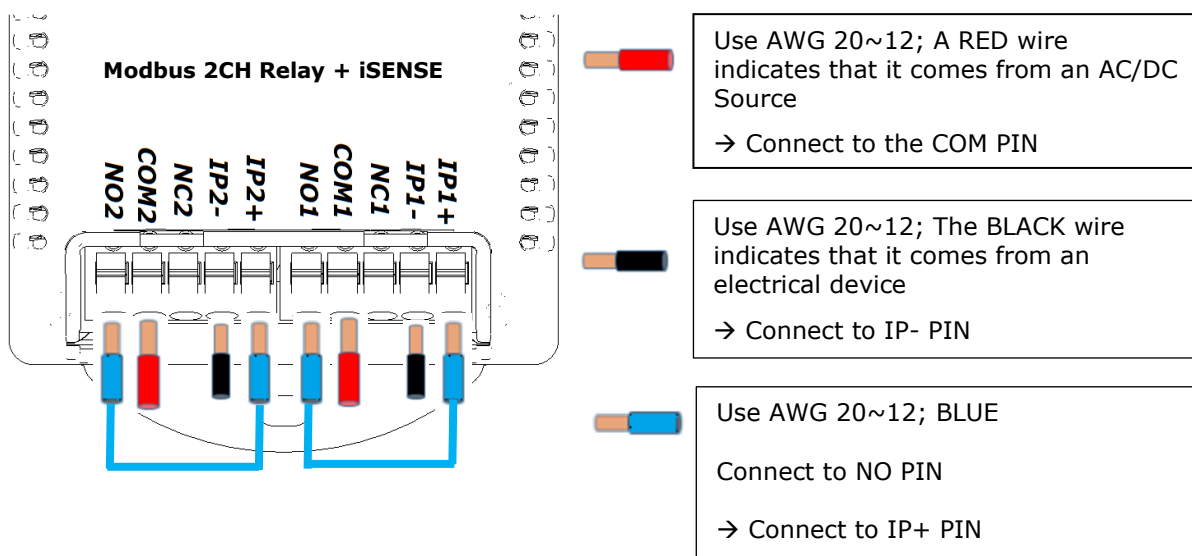 Modbus 2CH Relay + iSENSE
NO2
COM2
NC2
IP2-
IP2+
NO1
COM1
NC1
IP1-
IP1+
Use AWG 20~12; A RED wire
indicates that it comes from an AC/DC
Source
→ Connect to the COM PIN
Use AWG 20~12; The BLACK wire
indicates that it comes from an
electrical device
→ Connect to IP- PIN
Use AWG 20~12; BLUE
Connect to NO PIN
→ Connect to IP+ PIN